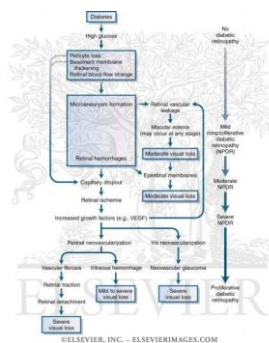 Diabetes
High glucose
Pericyte loss
Basement membrane
thickening
Retinal blood flow change
Microaneurysm formation
Retinal hemorrhages
Retinal vascular
leakage
Macular edema
(may occur at any stage)
Moderate visual loss
Epiretinal membranes
Moderate visual loss
Capillary dropout
Retinal ischemia
Increased growth factors (e.g., VEGF)
Retinal neovascularization
Iris neovascularization
Vascular fibrosis
Vitreous hemorrhage
Neovascular glaucoma
Retinal traction
Retinal detachment
Mild to severe
visual loss
Severe
visual loss
Severe
visual loss
No
diabetic
retinopathy
Mild
nonproliferative
diabetic
retinopathy
(NPDR)
Moderate
NPDR
Severe
NPDR
Proliferative
diabetic
retinopathy
ELSEVIER
© ELSEVIER, INC. – ELSEVIERIMAGES.COM